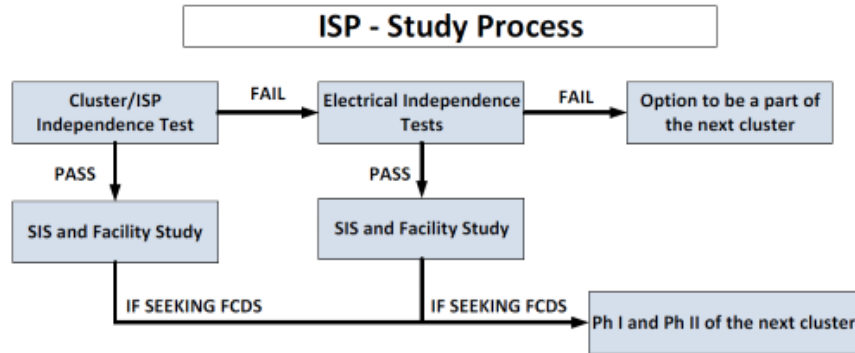 ISP - Study Process
Cluster/ISP
Independence Test
FAIL
Electrical Independence
Tests
FAIL
Option to be a part of
the next cluster
PASS
PASS
SIS and Facility Study
SIS and Facility Study
IF SEEKING FCDS
IF SEEKING FCDS
Ph I and Ph II of the next cluster